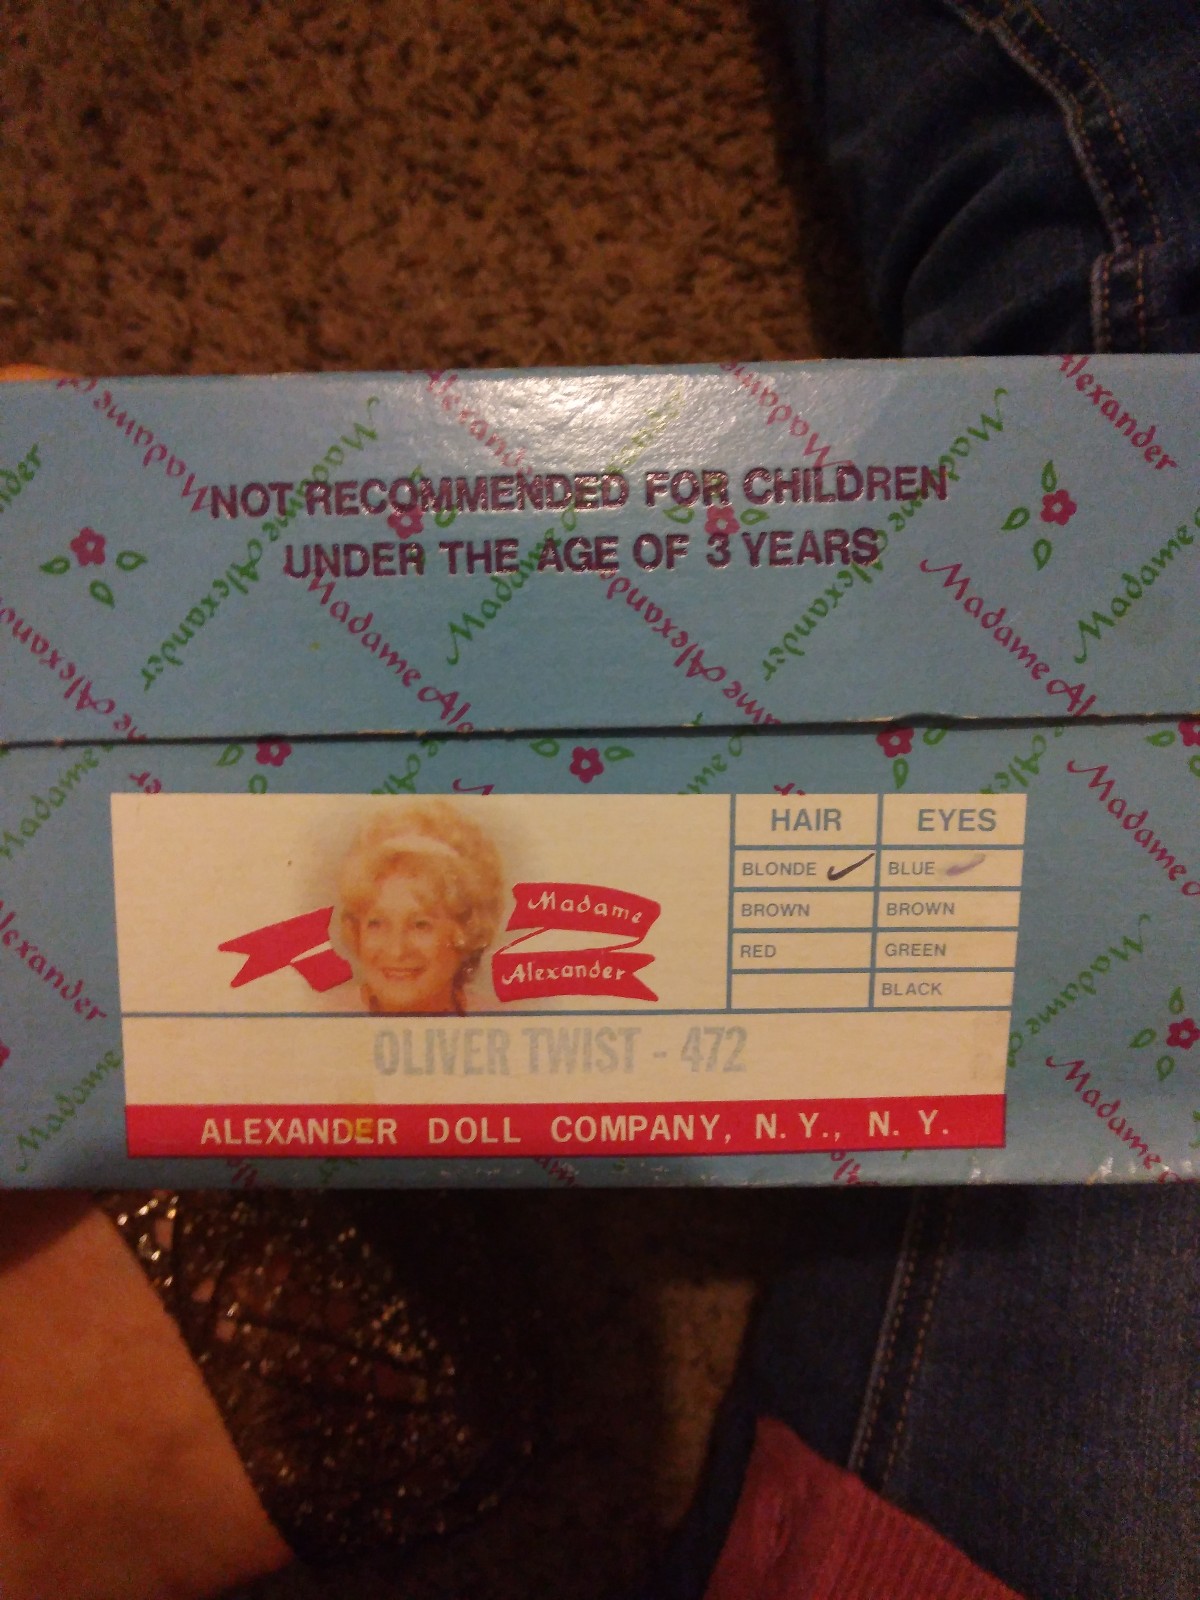 NOT RECOMMENDED FOR CHILDREN
UNDER THE AGE OF 3 YEARS
Madame
Alexander
HAIR EYES
BLONDE ✓ BLUE ✓
BROWN BROWN
RED GREEN
BLACK
OLIVER TWIST - 472
ALEXANDER DOLL COMPANY, N. Y., N. Y.